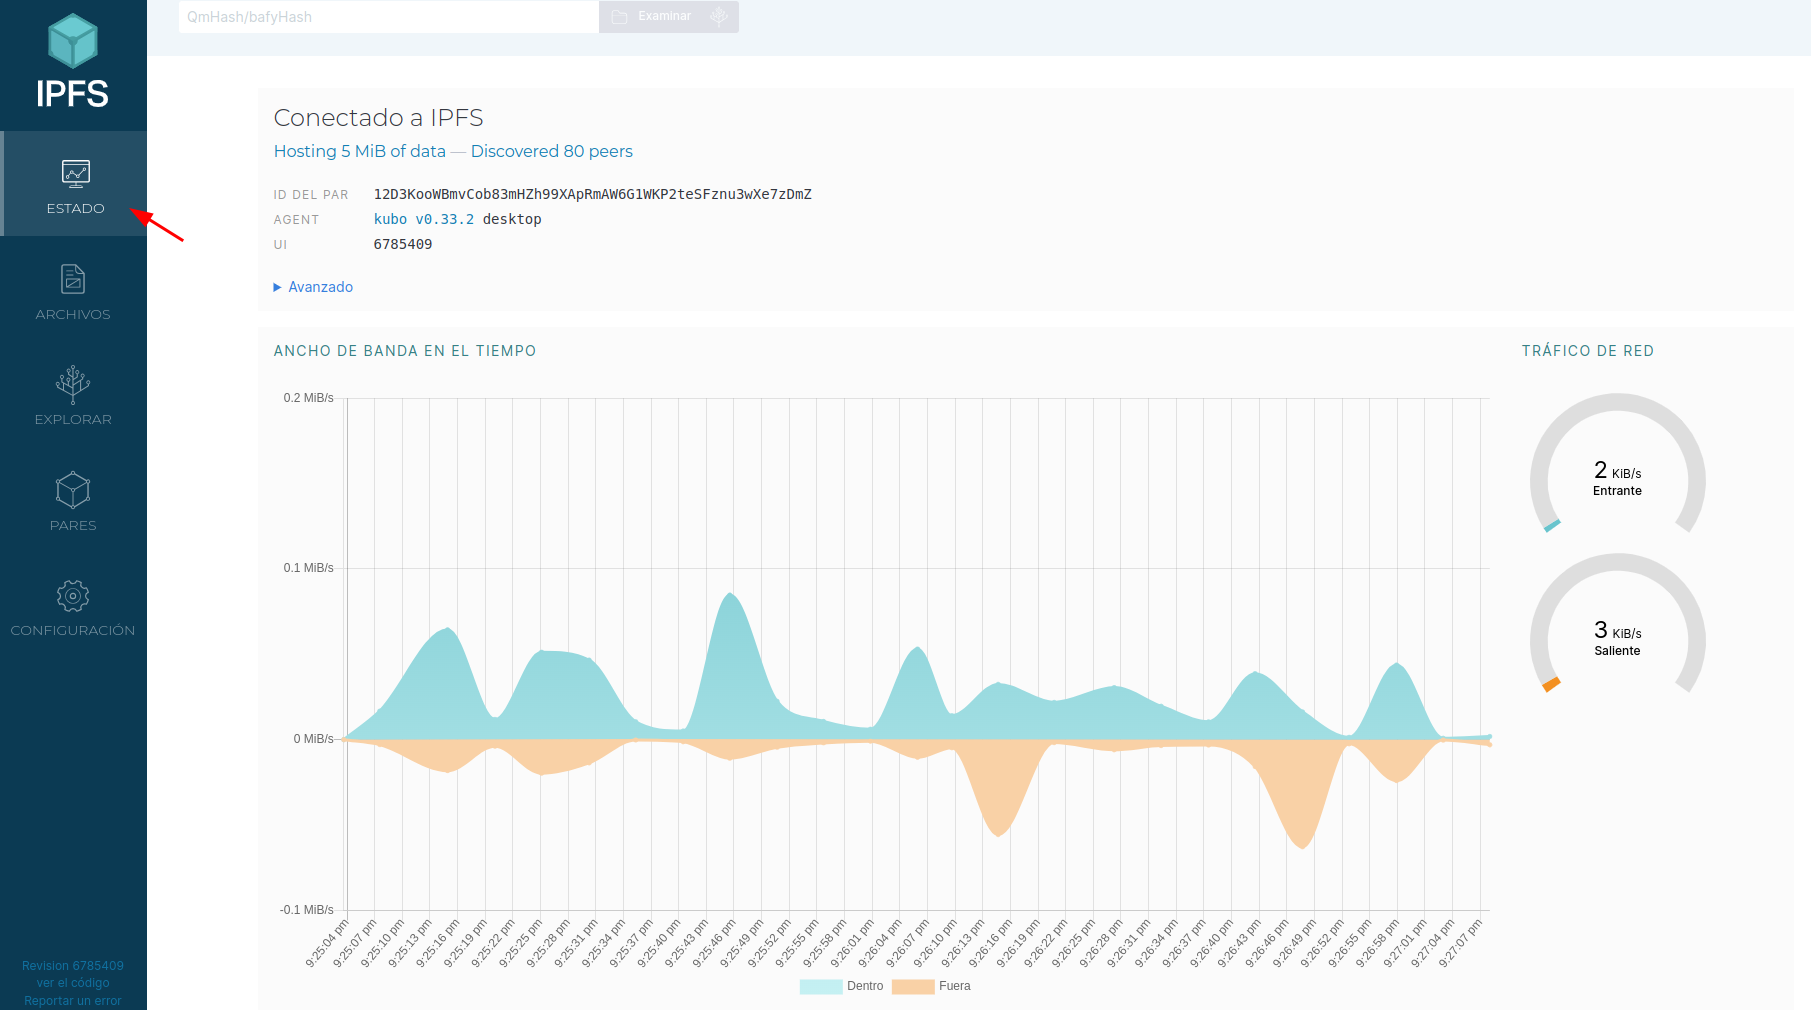 QmHash/bafyHash
Examinar
IPFS
ESTADO
ARCHIVOS
EXPLORAR
PARES
CONFIGURACIÓN
Revision 6785409
ver el código
Reportar un error
Conectado a IPFS
Hosting 5 MiB of data — Discovered 80 peers
ID DEL PAR 12D3KooWBmvCob83mHZh99XApRmAW6G1WKP2teSFznu3wXe7zDmZ
AGENT kubo v0.33.2 desktop
UI 6785409
Avanzado
ANCHO DE BANDA EN EL TIEMPO
0.2 MiB/s
0.1 MiB/s
0 MiB/s
-0.1 MiB/s
9:25:04 pm
9:25:07 pm
9:25:10 pm
9:25:13 pm
9:25:16 pm
9:25:19 pm
9:25:22 pm
9:25:25 pm
9:25:28 pm
9:25:31 pm
9:25:34 pm
9:25:37 pm
9:25:40 pm
9:25:43 pm
9:25:46 pm
9:25:49 pm
9:25:52 pm
9:25:55 pm
9:25:58 pm
9:26:01 pm
9:26:04 pm
9:26:07 pm
9:26:10 pm
9:26:13 pm
9:26:16 pm
9:26:19 pm
9:26:22 pm
9:26:25 pm
9:26:28 pm
9:26:31 pm
9:26:34 pm
9:26:37 pm
9:26:40 pm
9:26:43 pm
9:26:46 pm
9:26:49 pm
9:26:52 pm
9:26:55 pm
9:26:58 pm
9:27:01 pm
9:27:04 pm
9:27:07 pm
Dentro
Fuera
TRÁFICO DE RED
2 KiB/s
Entrante
3 KiB/s
Saliente